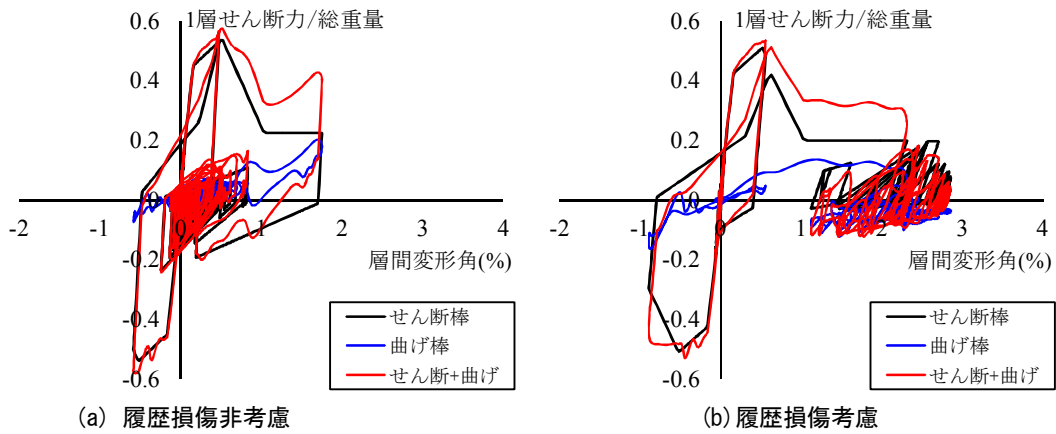 1層せん断力/総重量
0.6
0.4
0.2
0
-0.2
-0.4
-0.6
-2 -1 0 1 2 3 4
層間変形角(%)
せん断棒
曲げ棒
せん断+曲げ
(a) 履歴損傷非考慮
1層せん断力/総重量
0.6
0.4
0.2
0
-0.2
-0.4
-0.6
-2 -1 0 1 2 3 4
層間変形角(%)
せん断棒
曲げ棒
せん断+曲げ
(b) 履歴損傷考慮